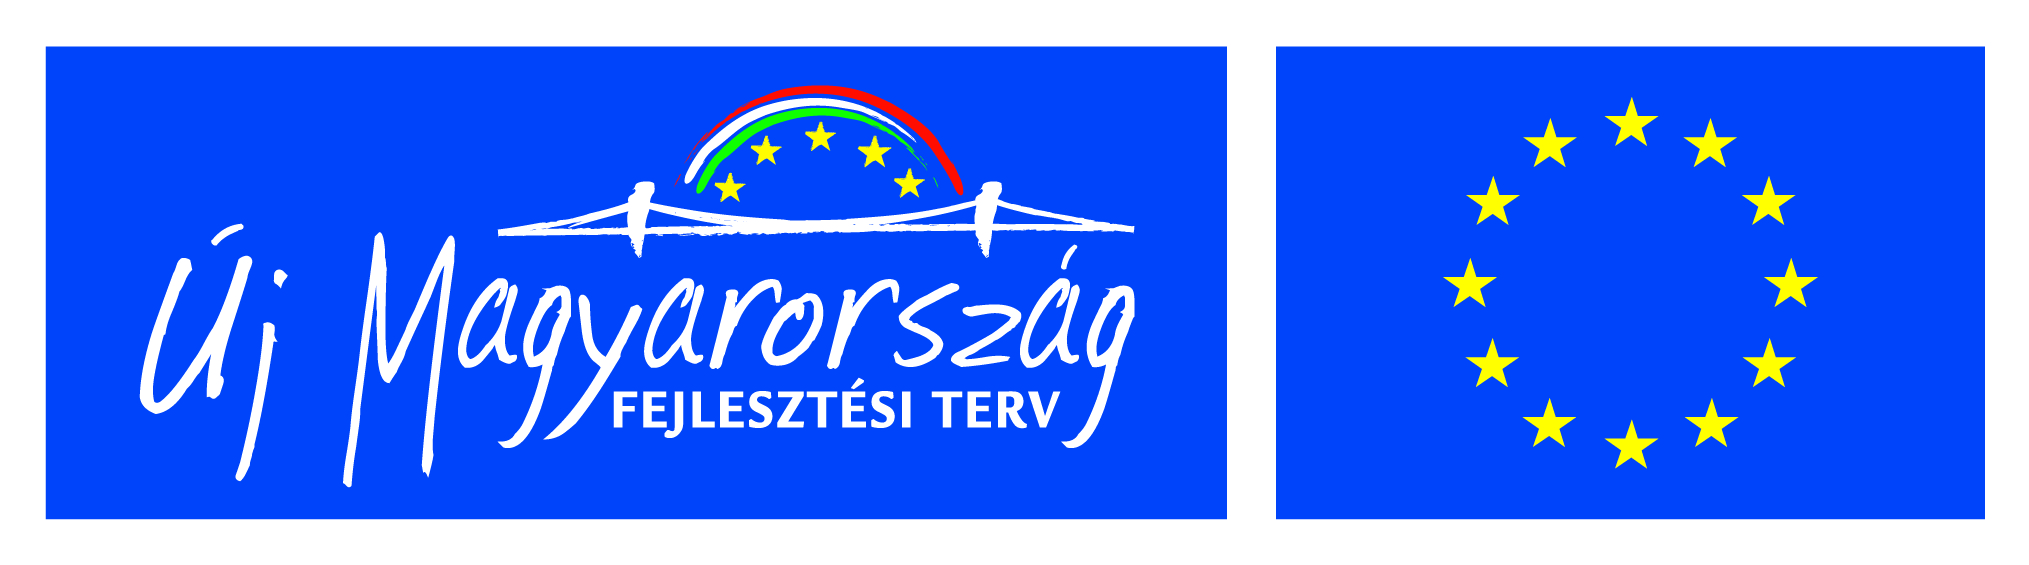 Új Magyarország
FEJLESZTÉSI TERV